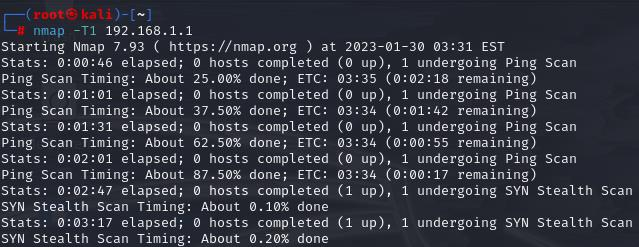 ┌──(root㉿kali)-[~]
└─# nmap -T1 192.168.1.1
Starting Nmap 7.93 ( https://nmap.org ) at 2023-01-30 03:31 EST
Stats: 0:00:46 elapsed; 0 hosts completed (0 up), 1 undergoing Ping Scan
Ping Scan Timing: About 25.00% done; ETC: 03:35 (0:02:18 remaining)
Stats: 0:01:01 elapsed; 0 hosts completed (0 up), 1 undergoing Ping Scan
Ping Scan Timing: About 37.50% done; ETC: 03:34 (0:01:42 remaining)
Stats: 0:01:31 elapsed; 0 hosts completed (0 up), 1 undergoing Ping Scan
Ping Scan Timing: About 62.50% done; ETC: 03:34 (0:00:55 remaining)
Stats: 0:02:01 elapsed; 0 hosts completed (0 up), 1 undergoing Ping Scan
Ping Scan Timing: About 87.50% done; ETC: 03:34 (0:00:17 remaining)
Stats: 0:02:47 elapsed; 0 hosts completed (1 up), 1 undergoing SYN Stealth Scan
SYN Stealth Scan Timing: About 0.10% done
Stats: 0:03:17 elapsed; 0 hosts completed (1 up), 1 undergoing SYN Stealth Scan
SYN Stealth Scan Timing: About 0.20% done